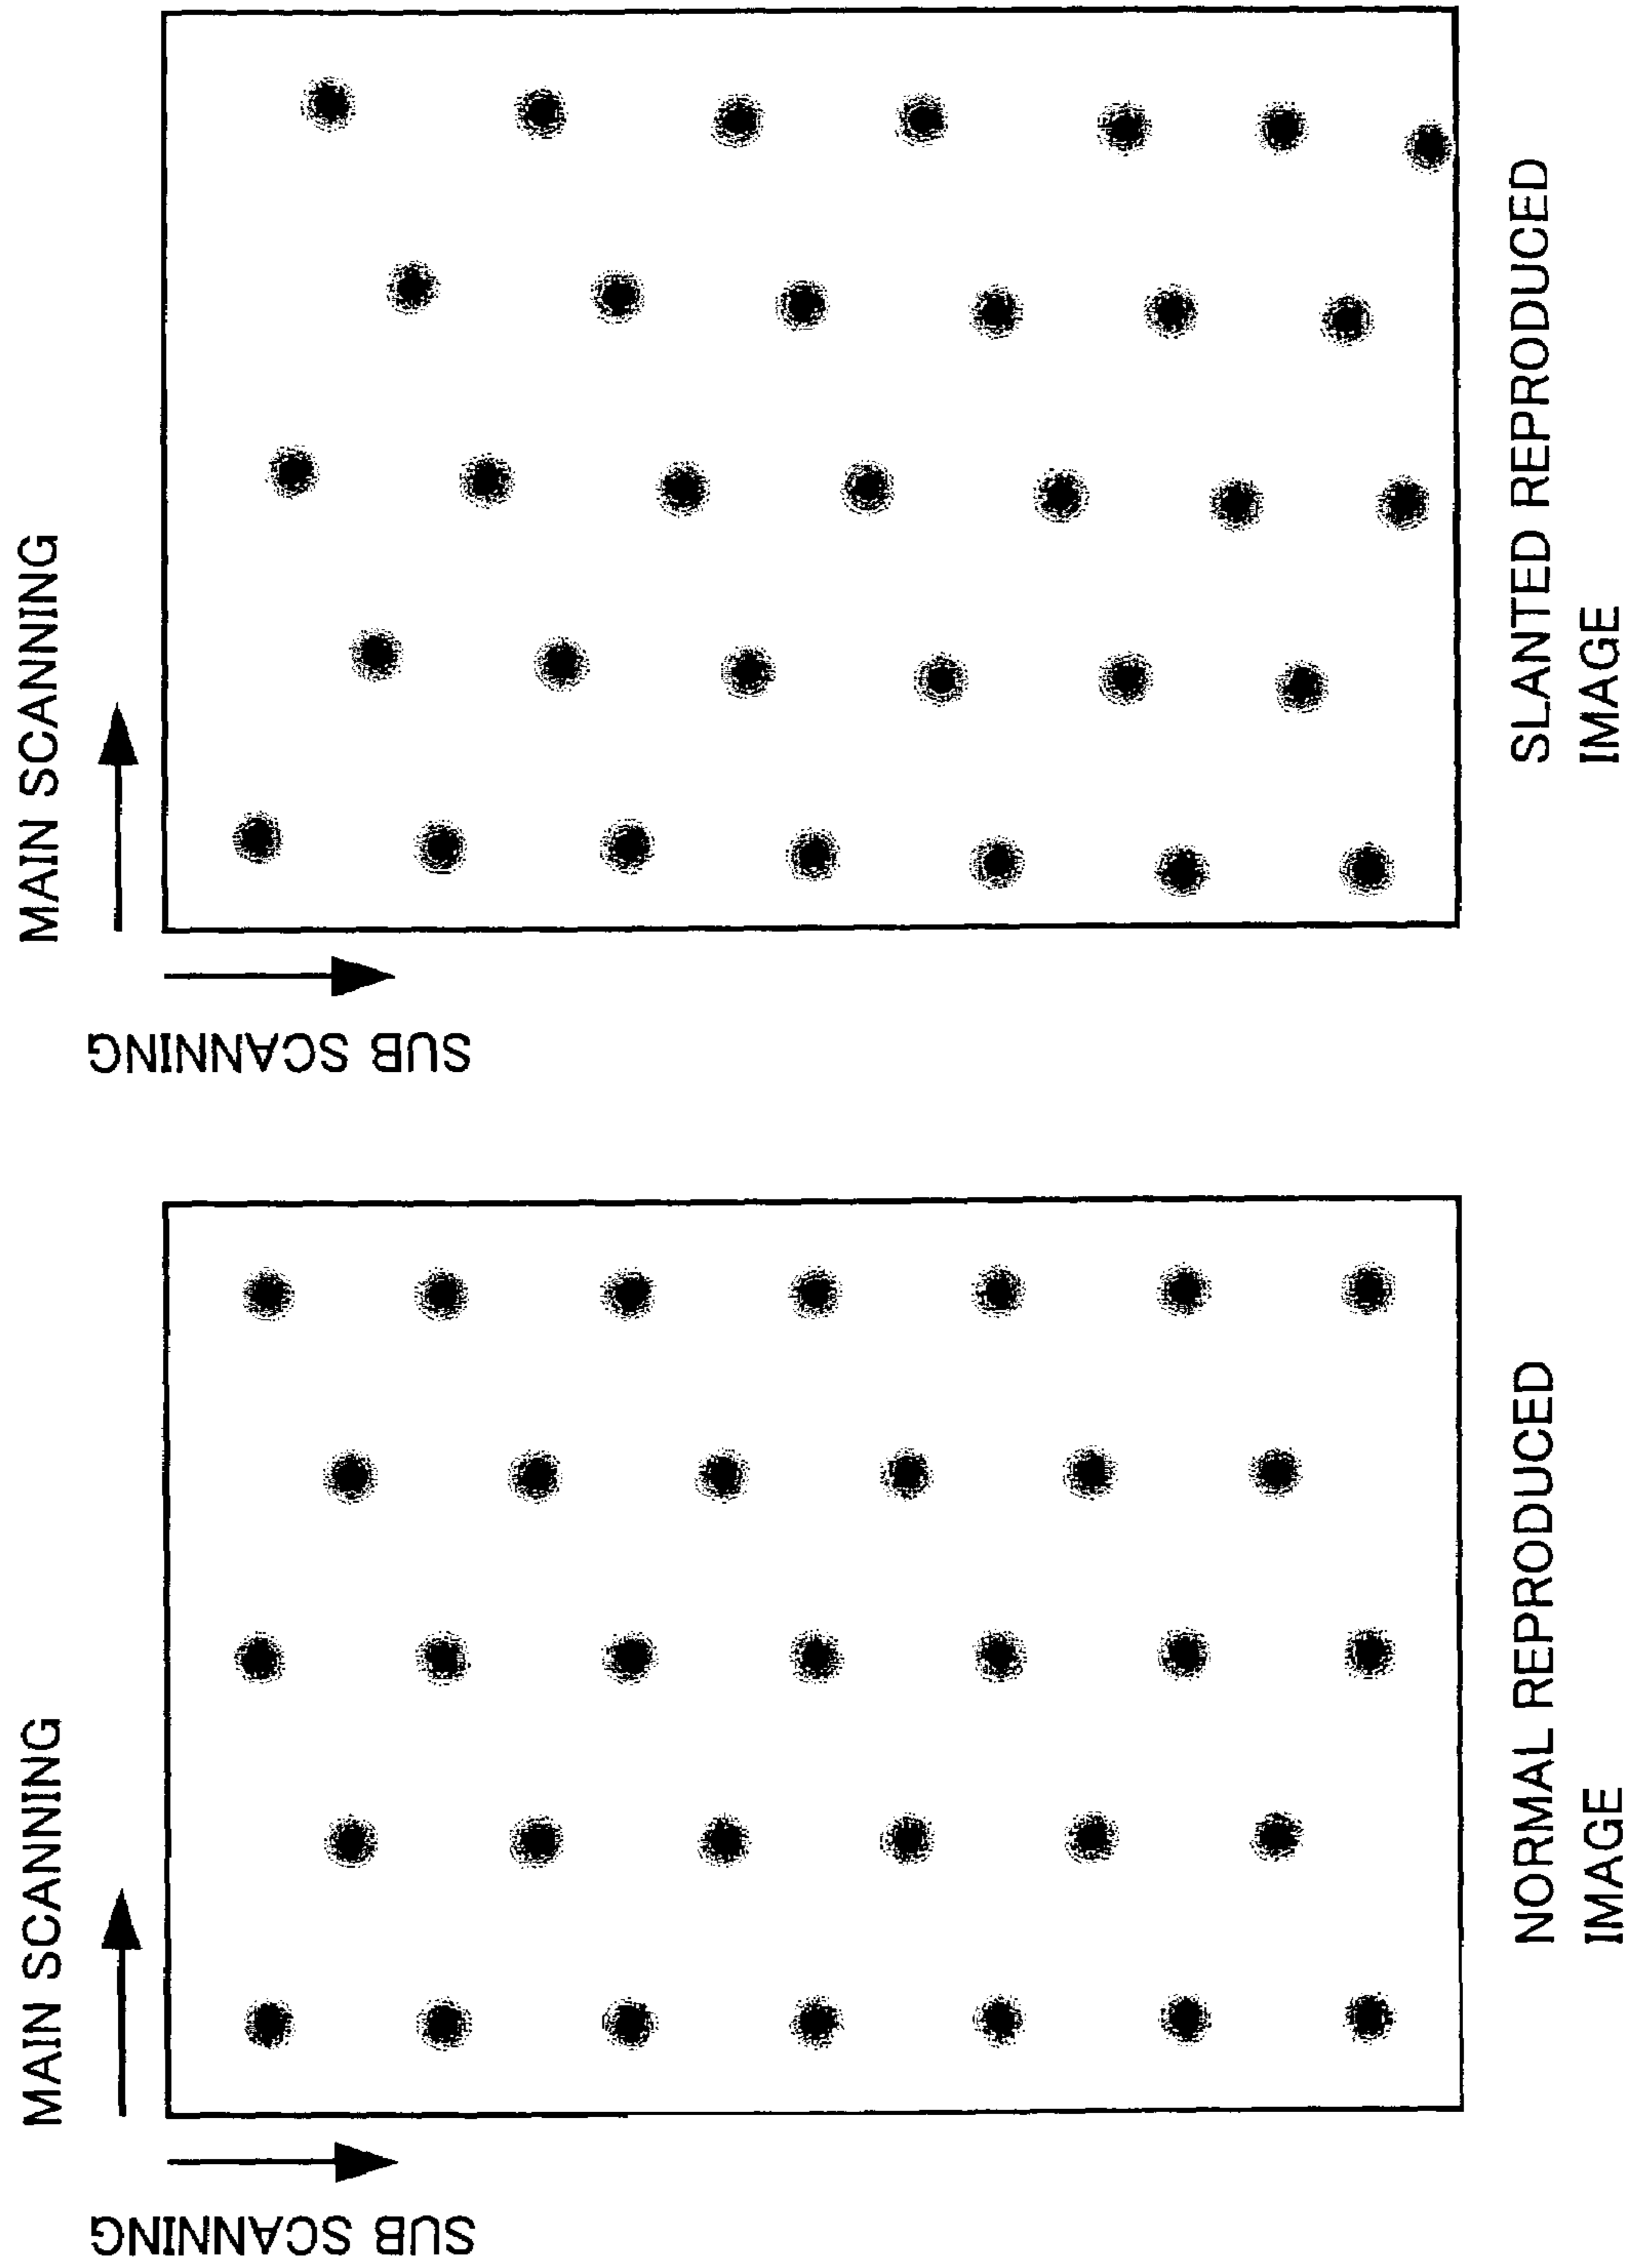 MAIN SCANNING
SUB SCANNING
NORMAL REPRODUCED
IMAGE
MAIN SCANNING
SUB SCANNING
SLANTED REPRODUCED
IMAGE